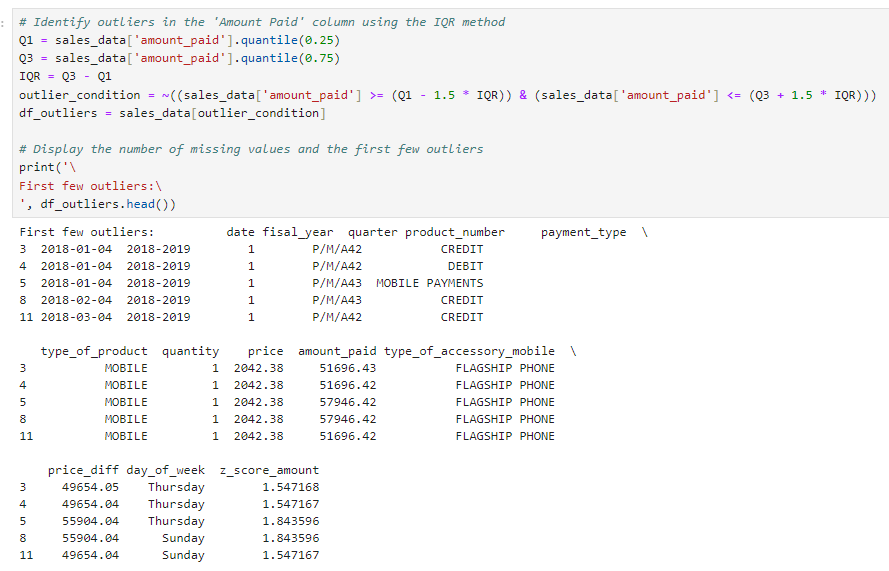 :
# Identify outliers in the 'Amount Paid' column using the IQR method
Q1 = sales_data['amount_paid'].quantile(0.25)
Q3 = sales_data['amount_paid'].quantile(0.75)
IQR = Q3 - Q1
outlier_condition = ~((sales_data['amount_paid'] >= (Q1 - 1.5 * IQR)) & (sales_data['amount_paid'] <= (Q3 + 1.5 * IQR)))
df_outliers = sales_data[outlier_condition]

# Display the number of missing values and the first few outliers
print('\
First few outliers:\
', df_outliers.head())

First few outliers:          date fisal_year  quarter product_number     payment_type  \
3  2018-01-04  2018-2019        1        P/M/A42           CREDIT
4  2018-01-04  2018-2019        1        P/M/A42            DEBIT
5  2018-01-04  2018-2019        1        P/M/A43  MOBILE PAYMENTS
8  2018-02-04  2018-2019        1        P/M/A43           CREDIT
11 2018-03-04  2018-2019        1        P/M/A42           CREDIT

   type_of_product  quantity    price  amount_paid type_of_accessory_mobile  \
3           MOBILE         1  2042.38     51696.43           FLAGSHIP PHONE
4           MOBILE         1  2042.38     51696.42           FLAGSHIP PHONE
5           MOBILE         1  2042.38     57946.42           FLAGSHIP PHONE
8           MOBILE         1  2042.38     57946.42           FLAGSHIP PHONE
11          MOBILE         1  2042.38     51696.42           FLAGSHIP PHONE

    price_diff day_of_week  z_score_amount
3     49654.05    Thursday        1.547168
4     49654.04    Thursday        1.547167
5     55904.04    Thursday        1.843596
8     55904.04      Sunday        1.843596
11    49654.04      Sunday        1.547167